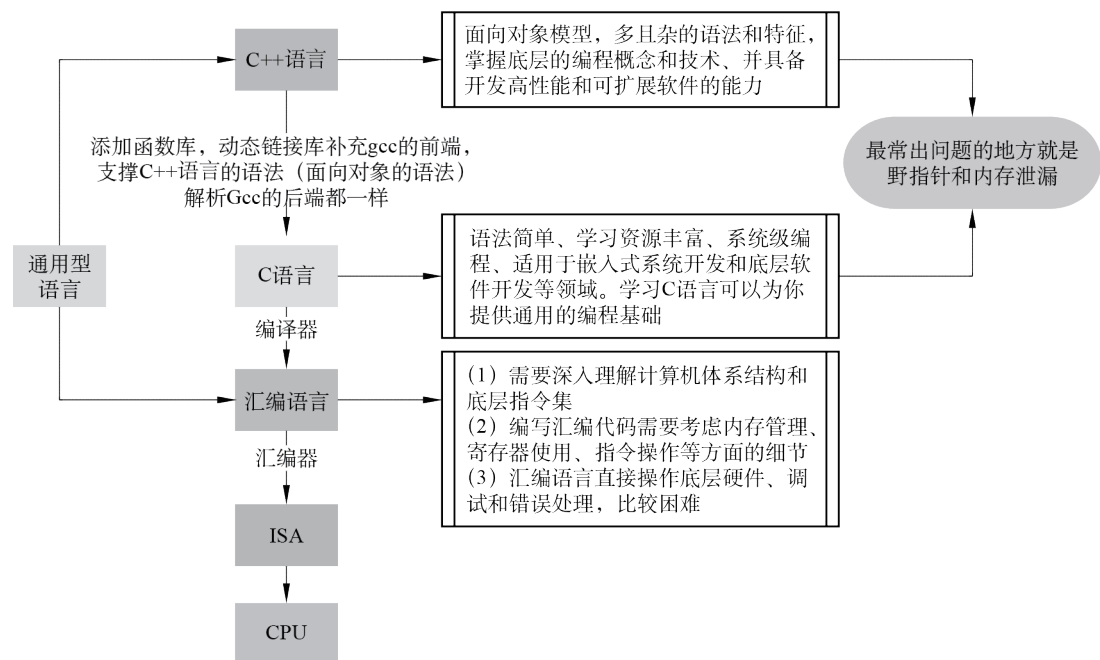 C++语言
面向对象模型，多且杂的语法和特征，
掌握底层的编程概念和技术、并具备
开发高性能和可扩展软件的能力
添加函数库，动态链接库补充gcc的前端，
支撑C++语言的语法（面向对象的语法）
解析Gcc的后端都一样
最常出问题的地方就是
野指针和内存泄漏
通用型
语言
C语言
语法简单、学习资源丰富、系统级编
程、适用于嵌入式系统开发和底层软
件开发等领域。学习C语言可以为你
提供通用的编程基础
编译器
汇编语言
（1）需要深入理解计算机体系结构和
底层指令集
（2）编写汇编代码需要考虑内存管理、
寄存器使用、指令操作等方面的细节
（3）汇编语言直接操作底层硬件、调
试和错误处理，比较困难
汇编器
ISA
CPU